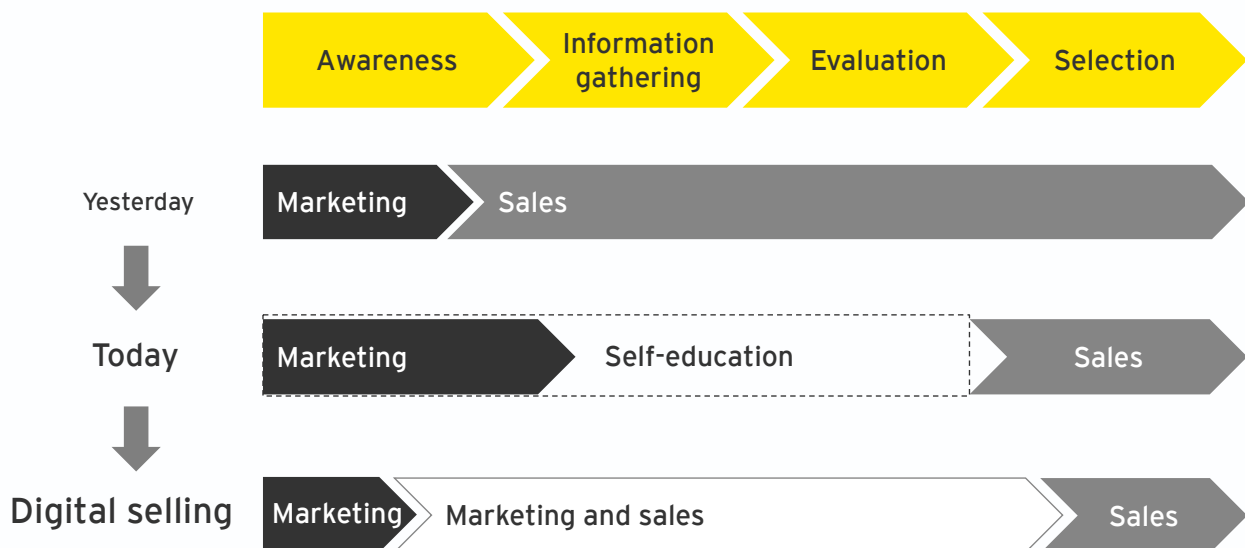 Awareness
Information
gathering
Evaluation
Selection
Yesterday
Marketing
Sales
Today
Marketing
Self-education
Sales
Digital selling
Marketing
Marketing and sales
Sales